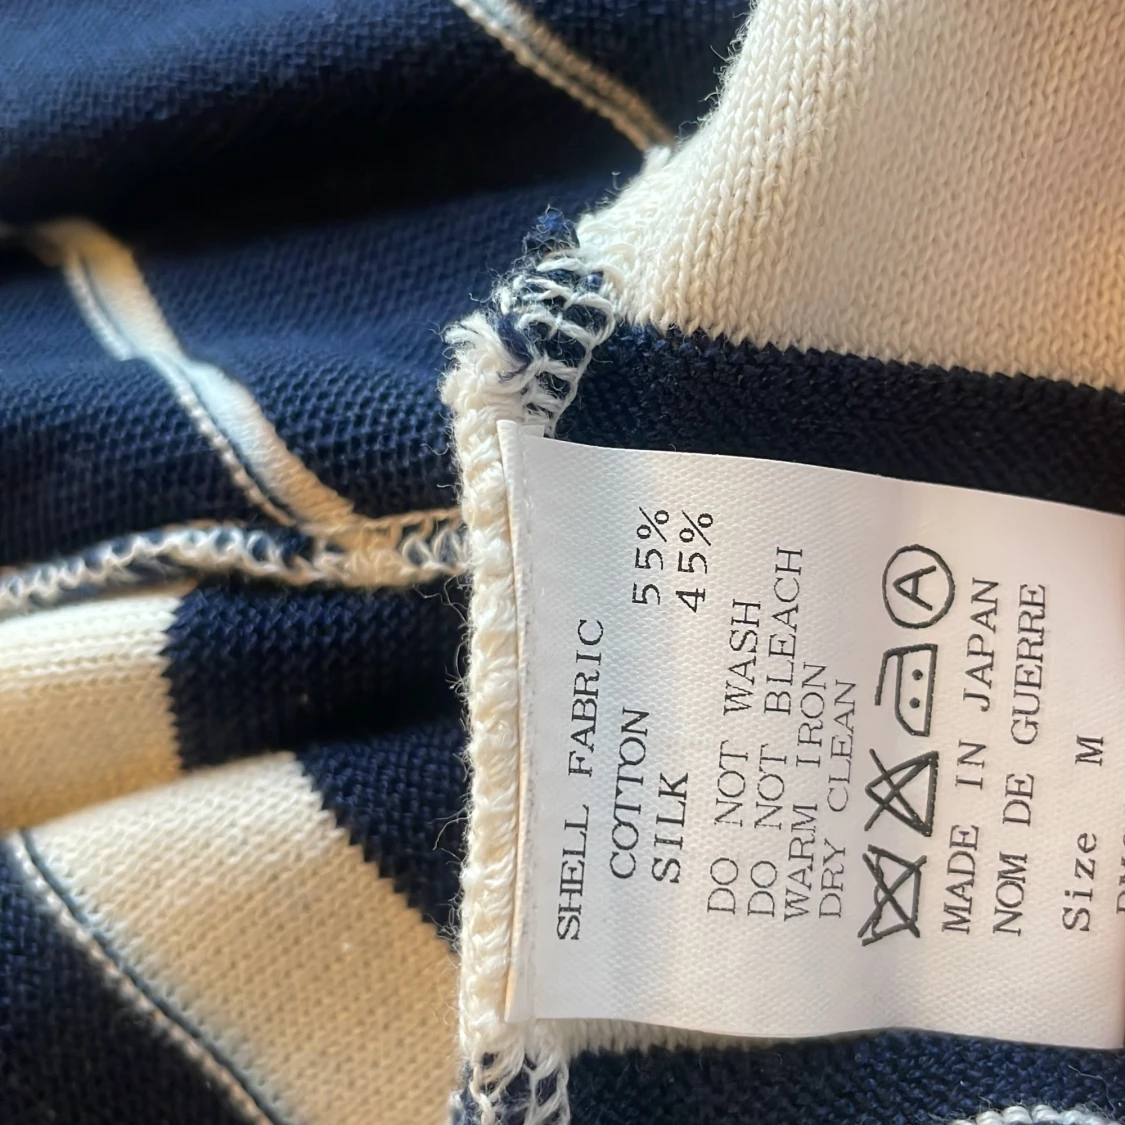 SHELL FABRIC
COTTON 55%
SILK 45%
DO NOT WASH
DO NOT BLEACH
WARM IRON
DRY CLEAN
A
MADE IN JAPAN
NOM DE GUERRE
Size M